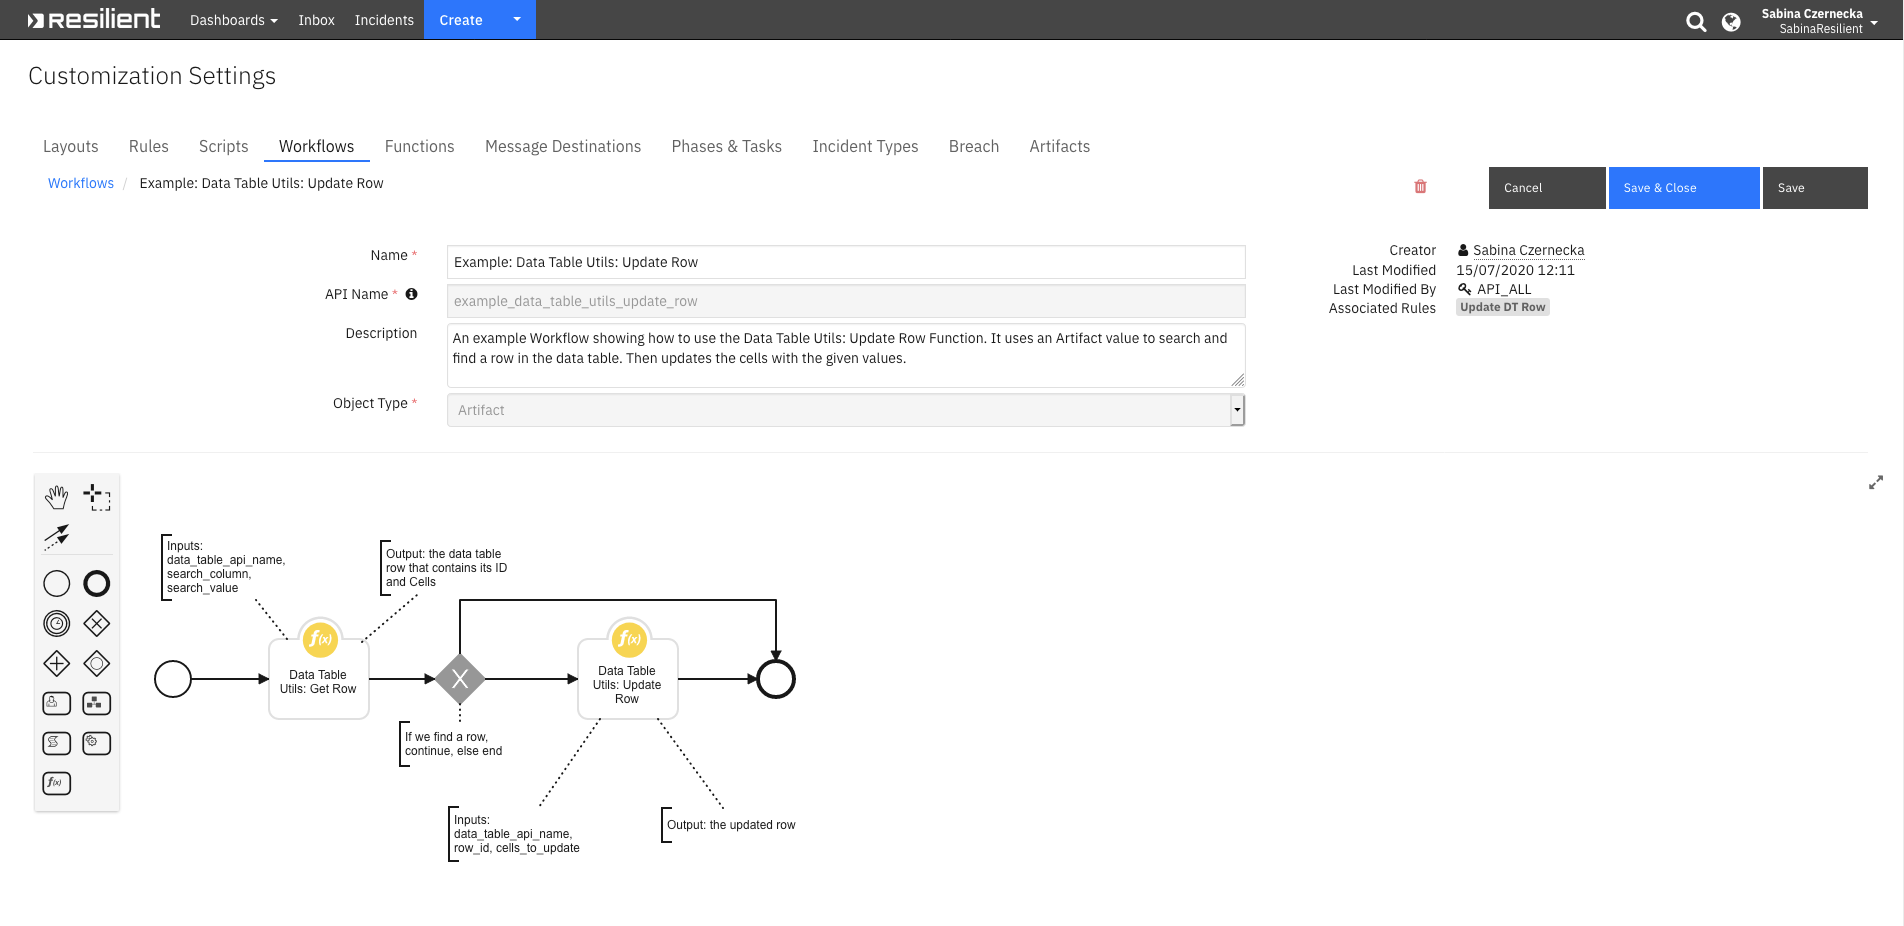 resilient
Dashboards
Inbox
Incidents
Create
Sabina Czernecka
SabinaResilient
Customization Settings
Layouts
Rules
Scripts
Workflows
Functions
Message Destinations
Phases & Tasks
Incident Types
Breach
Artifacts
Workflows / Example: Data Table Utils: Update Row
Cancel
Save & Close
Save
Name *
Example: Data Table Utils: Update Row
API Name *
example_data_table_utils_update_row
Description
An example Workflow showing how to use the Data Table Utils: Update Row Function. It uses an Artifact value to search and
find a row in the data table. Then updates the cells with the given values.
Object Type *
Artifact
Creator
Sabina Czernecka
Last Modified
15/07/2020 12:11
Last Modified By
API_ALL
Associated Rules
Update DT Row
Inputs:
data_table_api_name,
search_column,
search_value
Output: the data table
row that contains its ID
and Cells
f(x)
Data Table
Utils: Get Row
X
If we find a row,
continue, else end
f(x)
Data Table
Utils: Update
Row
Inputs:
data_table_api_name,
row_id, cells_to_update
Output: the updated row
f(x)